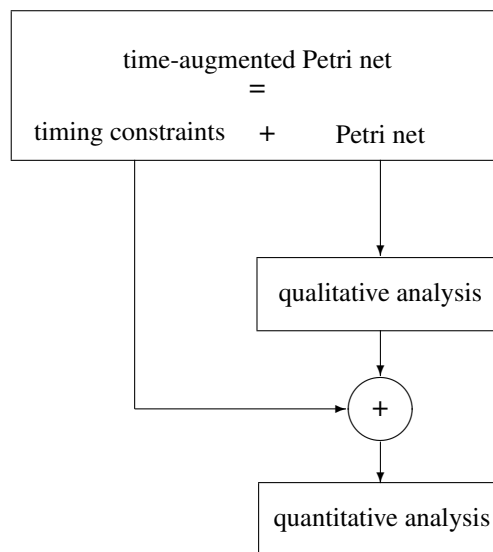 time-augmented Petri net
=
timing constraints + Petri net
qualitative analysis
+
quantitative analysis